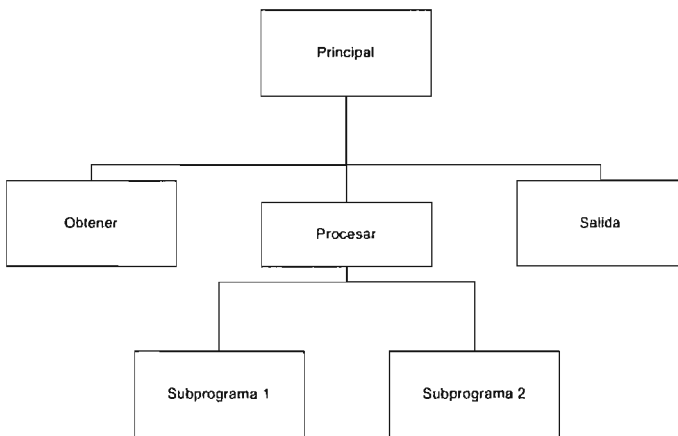 Principal
Obtener
Procesar
Salida
Subprograma 1
Subprograma 2